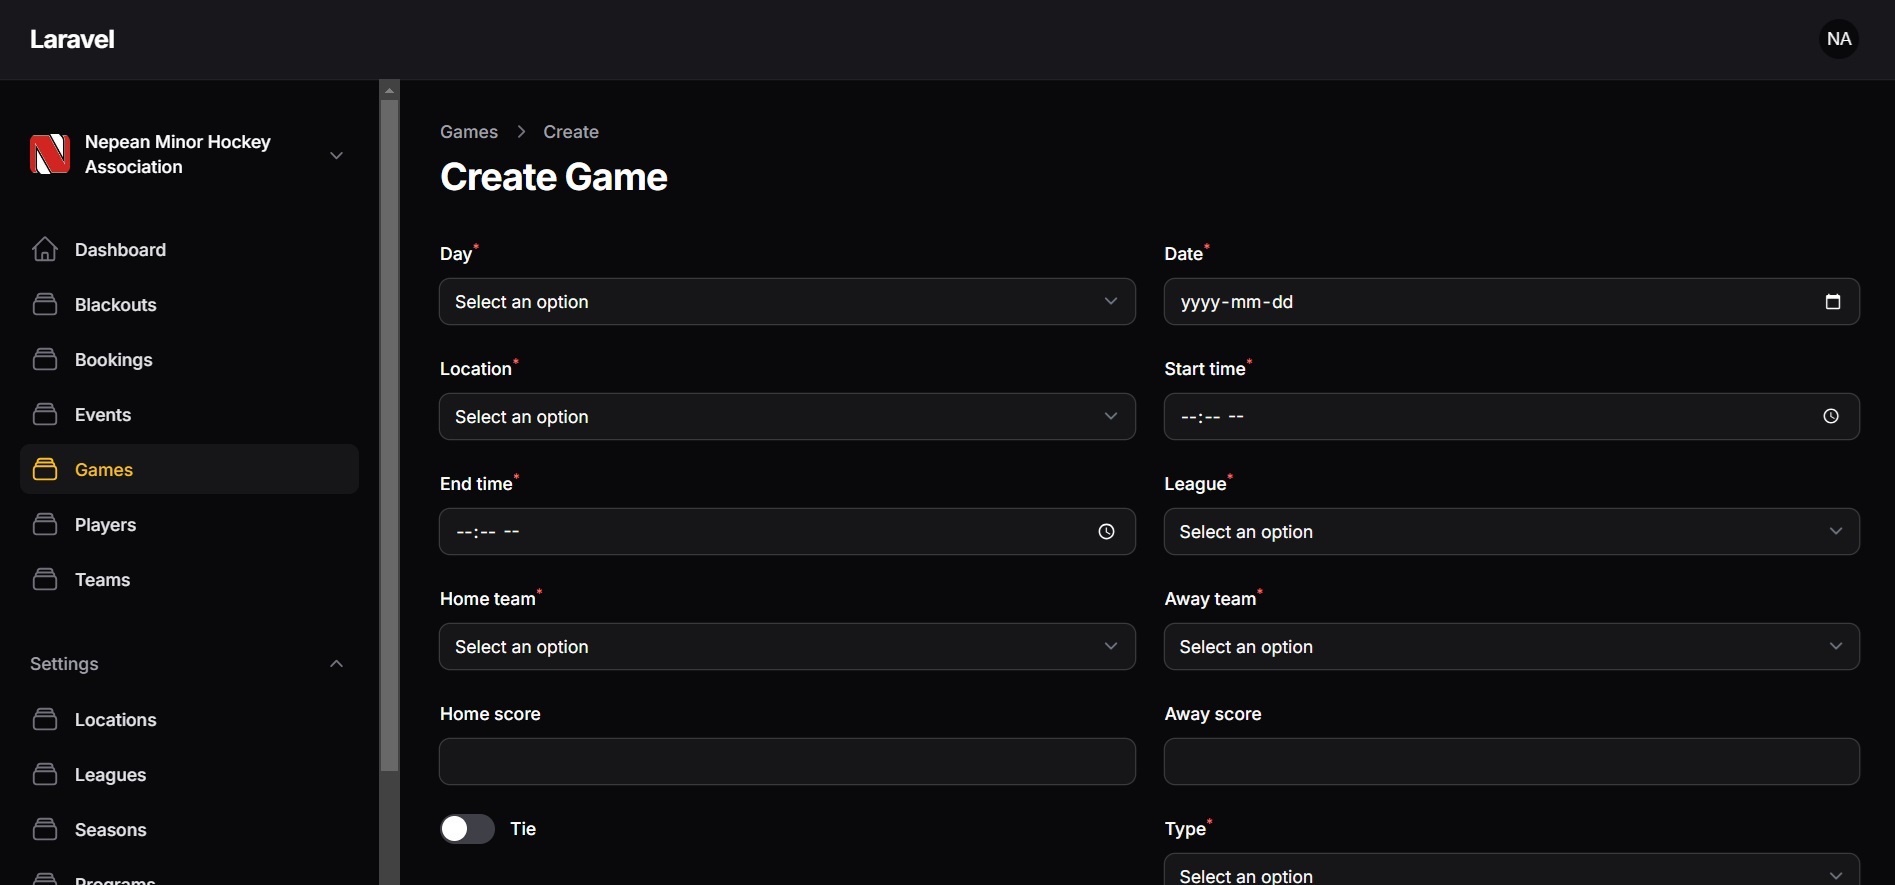 Laravel
NA
Nepean Minor Hockey
Association
Dashboard
Blackouts
Bookings
Events
Games
Players
Teams
Settings
Locations
Leagues
Seasons
Programs
Games > Create
Create Game
Day*
Select an option
Date*
yyyy-mm-dd
Location*
Select an option
Start time*
--:-- --
End time*
--:-- --
League*
Select an option
Home team*
Select an option
Away team*
Select an option
Home score
Away score
Tie
Type*
Select an option